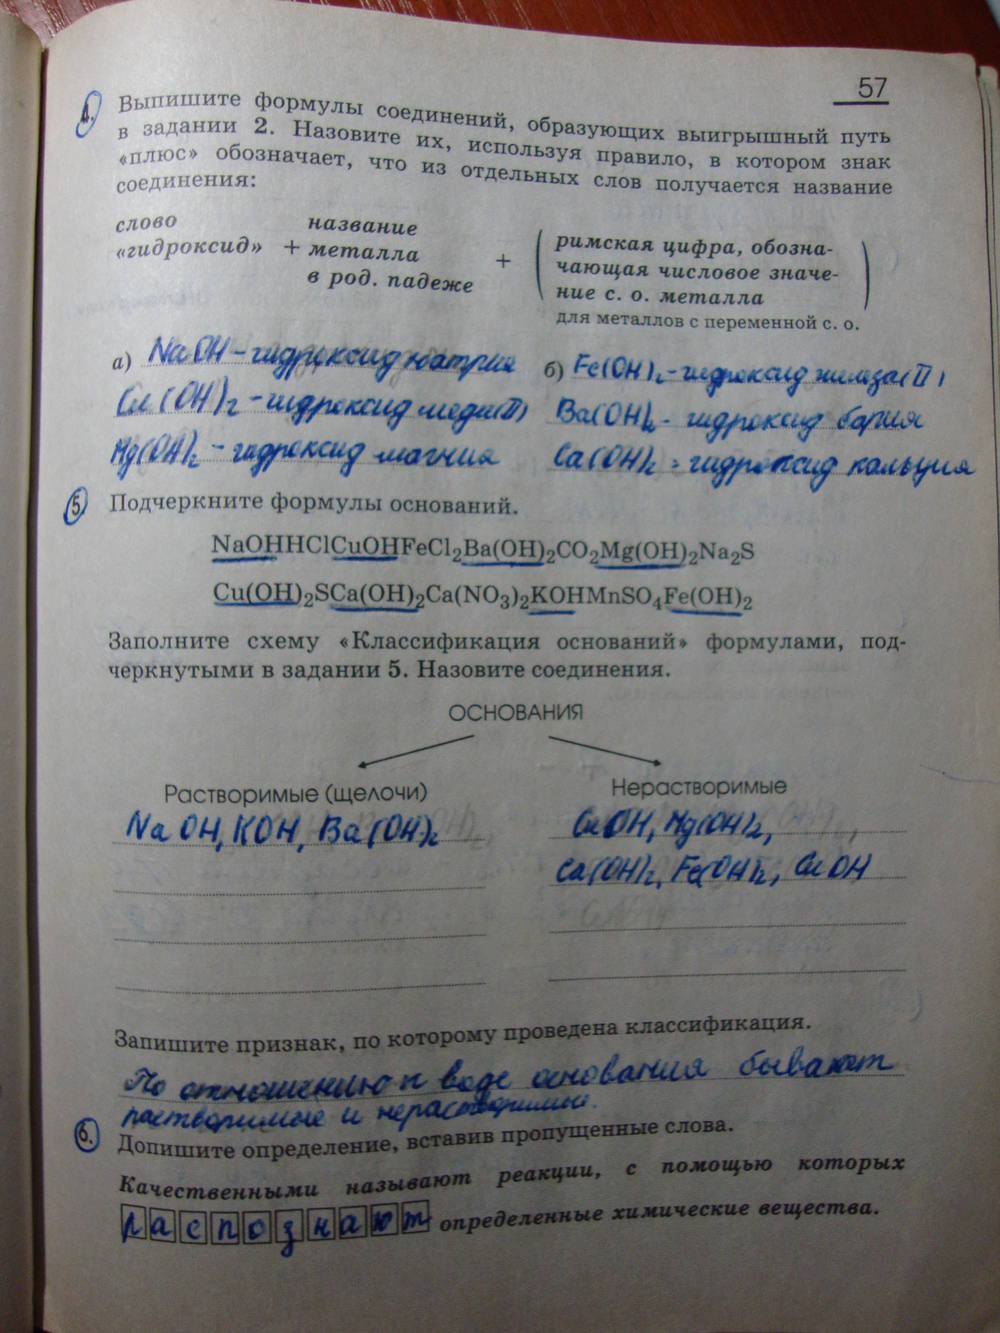 57
4. Выпишите формулы соединений, образующих выигрышный путь
в задании 2. Назовите их, используя правило, в котором знак
«плюс» обозначает, что из отдельных слов получается название
соединения:
слово «гидроксид» + название металла в род. падеже + (римская цифра, обозна-
чающая числовое значе-
ние с. о. металла)
для металлов с переменной с. о.
а) NaOH – гидроксид натрия б) Fe(OH)₂ – гидроксид железа(II)
Cu(OH)₂ – гидроксид меди(II) Ba(OH)₂ – гидроксид бария
Mg(OH)₂ – гидроксид магния Ca(OH)₂ – гидроксид кальция
5. Подчеркните формулы оснований.
NaOHHClCuOHFeCl₂Ba(OH)₂CO₂Mg(OH)₂Na₂S
Cu(OH)₂SCa(OH)₂Ca(NO₃)₂KOHMnSO₄Fe(OH)₂
Заполните схему «Классификация оснований» формулами, под-
черкнутыми в задании 5. Назовите соединения.
ОСНОВАНИЯ
Растворимые (щелочи) Нерастворимые
NaOH, KOH, Ba(OH)₂ CuOH, Mg(OH)₂,
Ca(OH)₂, Fe(OH)₂, CuOH
Запишите признак, по которому проведена классификация.
По отношению к воде основания бывают
растворимые и нерастворимые.
6. Допишите определение, вставив пропущенные слова.
Качественными называют реакции, с помощью которых
распознают определенные химические вещества.